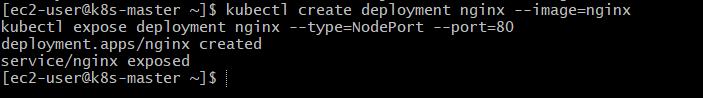 [ec2-user@k8s-master ~]$ kubectl create deployment nginx --image=nginx
kubectl expose deployment nginx --type=NodePort --port=80
deployment.apps/nginx created
service/nginx exposed
[ec2-user@k8s-master ~]$